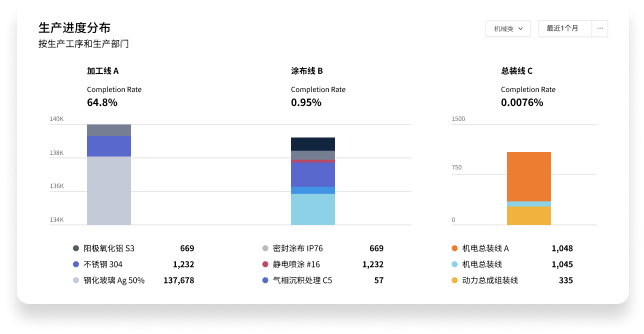 生产进度分布
按生产工序和生产部门
机械类
最近1个月
...
加工线 A
Completion Rate
64.8%
涂布线 B
Completion Rate
0.95%
总装线 C
Completion Rate
0.0076%
140K
138K
136K
134K
1500
750
0
阳极氧化铝 S3 669
不锈钢 304 1,232
钢化玻璃 Ag 50% 137,678
密封涂布 IP76 669
静电喷涂 #16 1,232
气相沉积处理 C5 57
机电总装线 A 1,048
机电总装线 1,045
动力总成组装线 335